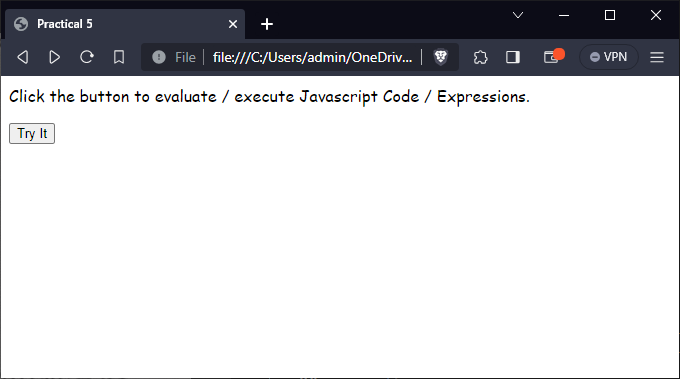 Practical 5
File file:///C:/Users/admin/OneDriv... VPN
Click the button to evaluate / execute Javascript Code / Expressions.
Try It